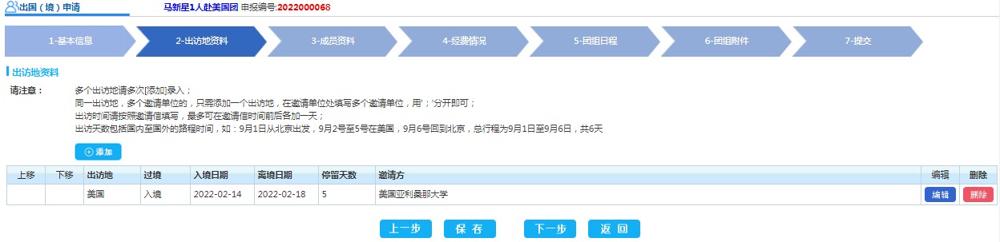 出国（境）申请
马新星1人赴美国团 申报编号:2022000068
1-基本信息 2-出访地资料 3-成员资料 4-经费情况 5-团组日程 6-团组附件 7-提交
出访地资料
请注意： 多个出访地请多次[添加]录入；
同一出访地，多个邀请单位的，只需添加一个出访地，在邀请单位处填写多个邀请单位，用'；'分开即可；
出访时间请按照邀请信填写，最多可在邀请信时间前后各加一天；
出访天数包括国内至国外的路程时间，如：9月1日从北京出发，9月2号至5号在美国，9月6号回到北京，总行程为9月1日至9月6日，共6天
添加
上移 下移 出访地 过境 入境日期 离境日期 停留天数 邀请方 编辑 删除
美国 入境 2022-02-14 2022-02-18 5 美国亚利桑那大学 编辑 删除
上一步 保 存 下一步 返 回